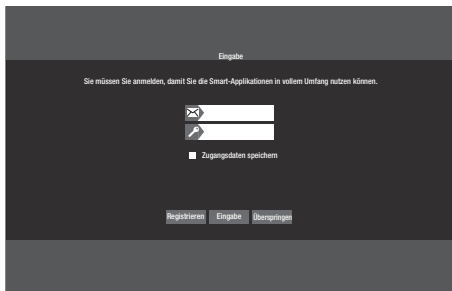 Eingabe
Sie müssen Sie anmelden, damit Sie die Smart-Applikationen in vollem Umfang nutzen können.
Zugangsdaten speichern
Registrieren Eingabe Überspringen